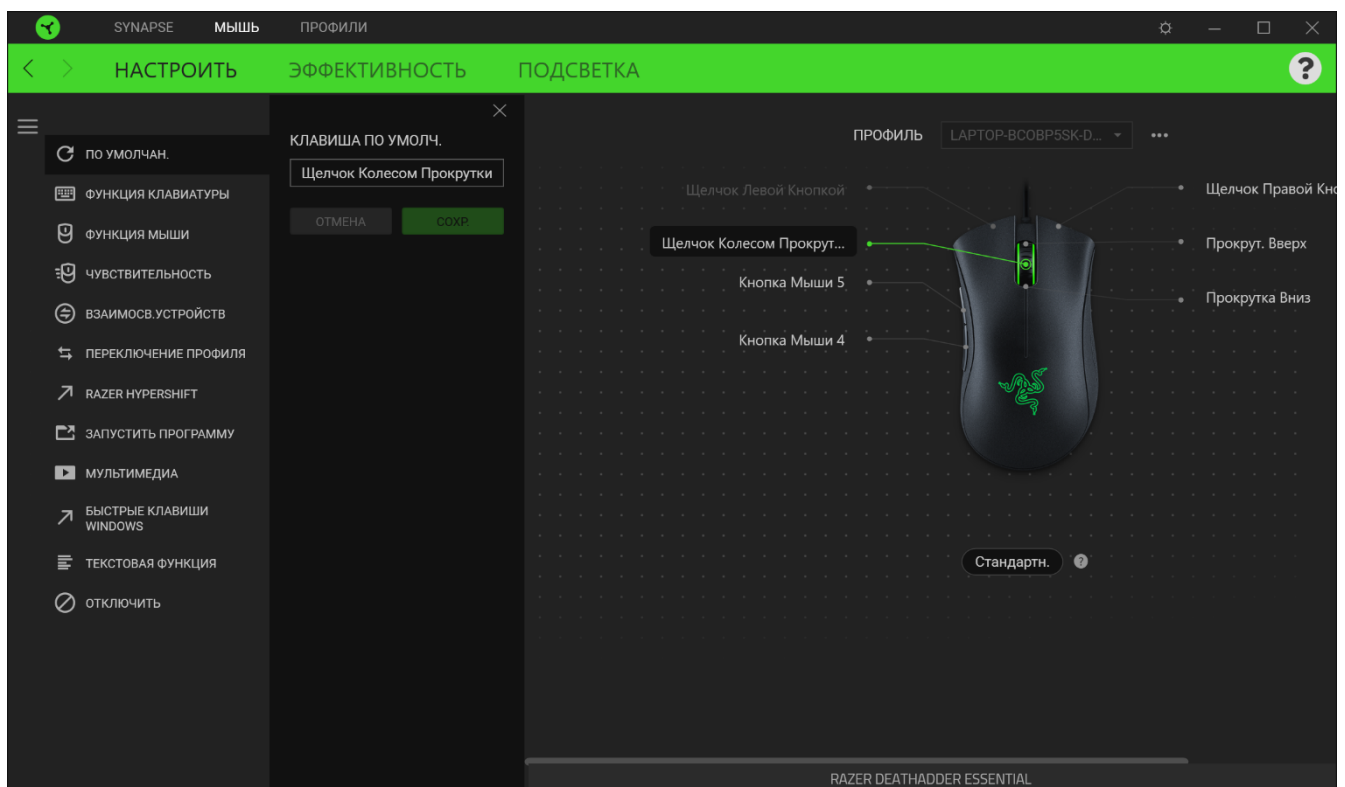 SYNAPSE МЫШЬ ПРОФИЛИ
НАСТРОИТЬ ЭФФЕКТИВНОСТЬ ПОДСВЕТКА ?
ПО УМОЛЧАН.
ФУНКЦИЯ КЛАВИАТУРЫ
ФУНКЦИЯ МЫШИ
ЧУВСТВИТЕЛЬНОСТЬ
ВЗАИМОСВ.УСТРОЙСТВ
ПЕРЕКЛЮЧЕНИЕ ПРОФИЛЯ
RAZER HYPERSHIFT
ЗАПУСТИТЬ ПРОГРАММУ
МУЛЬТИМЕДИА
БЫСТРЫЕ КЛАВИШИ
WINDOWS
ТЕКСТОВАЯ ФУНКЦИЯ
ОТКЛЮЧИТЬ
КЛАВИША ПО УМОЛЧ.
Щелчок Колесом Прокрутки
ОТМЕНА СОХР.
ПРОФИЛЬ LAPTOP-BCOBP5SK-D...
Щелчок Левой Кнопкой
Щелчок Колесом Прокрут...
Кнопка Мыши 5
Кнопка Мыши 4
Щелчок Правой Кно
Прокрут. Вверх
Прокрутка Вниз
Стандартн. ?
RAZER DEATHADDER ESSENTIAL